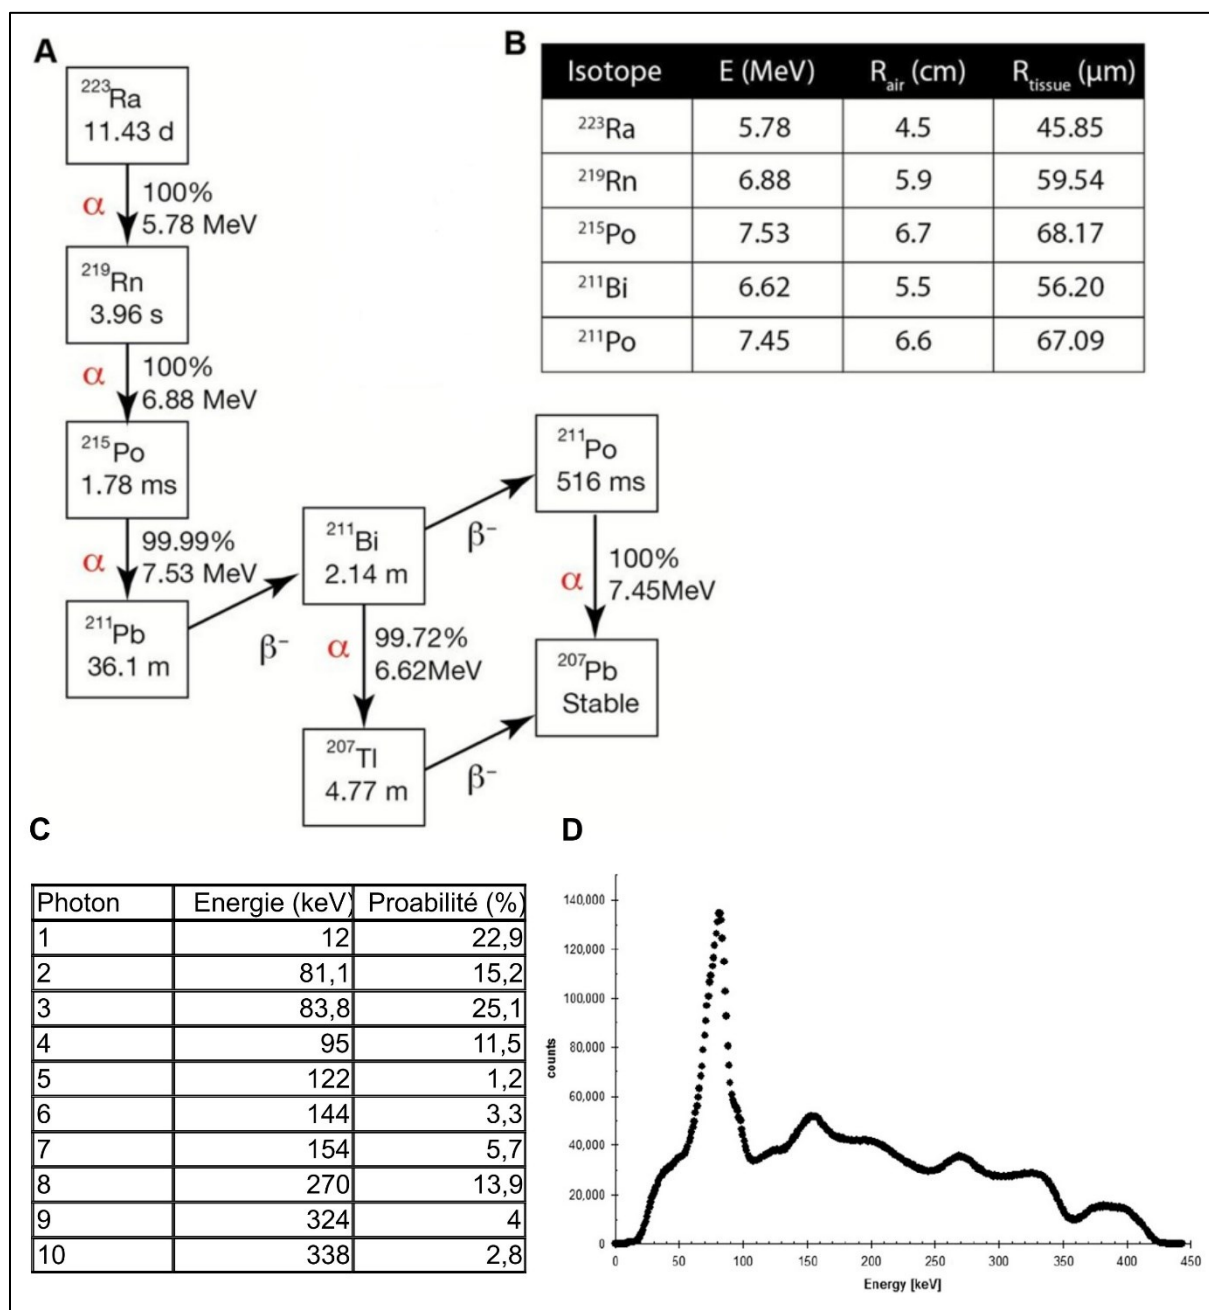 A
²²³Ra
11.43 d
α
100%
5.78 MeV
²¹⁹Rn
3.96 s
α
100%
6.88 MeV
²¹⁵Po
1.78 ms
α
99.99%
7.53 MeV
²¹¹Pb
36.1 m
β⁻
²¹¹Bi
2.14 m
β⁻
α
99.72%
6.62MeV
²⁰⁷Tl
4.77 m
β⁻
²¹¹Po
516 ms
α
100%
7.45MeV
²⁰⁷Pb
Stable
B
Isotope E (MeV) R_air (cm) R_tissue (μm)
²²³Ra 5.78 4.5 45.85
²¹⁹Rn 6.88 5.9 59.54
²¹⁵Po 7.53 6.7 68.17
²¹¹Bi 6.62 5.5 56.20
²¹¹Po 7.45 6.6 67.09
C
Photon Energie (keV) Proabilité (%)
1 12 22,9
2 81,1 15,2
3 83,8 25,1
4 95 11,5
5 122 1,2
6 144 3,3
7 154 5,7
8 270 13,9
9 324 4
10 338 2,8
D
140,000
120,000
100,000
80,000
60,000
40,000
20,000
0
counts
0 50 100 150 200 250 300 350 400 450
Energy [keV]